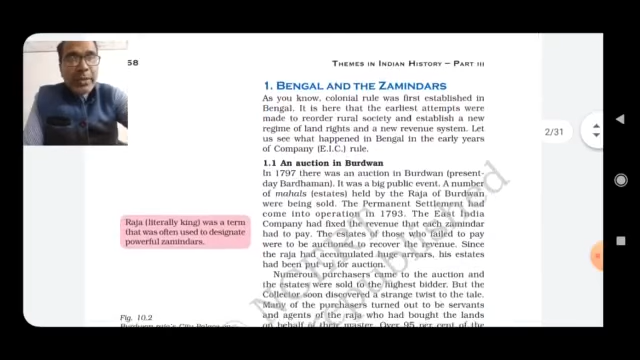 58
THEMES IN INDIAN HISTORY – PART III
1. BENGAL AND THE ZAMINDARS
As you know, colonial rule was first established in
Bengal. It is here that the earliest attempts were
made to reorder rural society and establish a new
regime of land rights and a new revenue system. Let
us see what happened in Bengal in the early years
of Company (E.I.C.) rule.
2/31
1.1 An auction in Burdwan
In 1797 there was an auction in Burdwan (present-
day Bardhaman). It was a big public event. A number
of mahals (estates) held by the Raja of Burdwan
were being sold. The Permanent Settlement had
come into operation in 1793. The East India
Company had fixed the revenue that each zamindar
had to pay. The estates of those who failed to pay
were to be auctioned to recover the revenue. Since
the raja had accumulated huge arrears, his estates
had been put up for auction.
Raja (literally king) was a term
that was often used to designate
powerful zamindars.
Numerous purchasers came to the auction and
the estates were sold to the highest bidder. But the
Collector soon discovered a strange twist to the tale.
Many of the purchasers turned out to be servants
and agents of the raja who had bought the lands
on behalf of their master. Over 95 per cent of the
Fig. 10.2